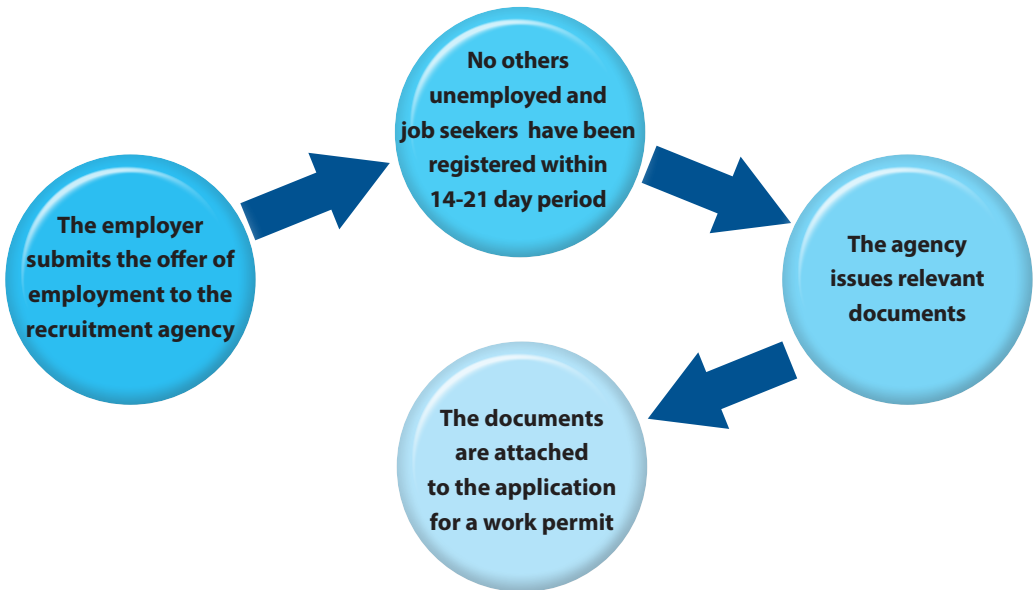 The employer
submits the offer of
employment to the
recruitment agency
No others
unemployed and
job seekers have been
registered within
14-21 day period
The agency
issues relevant
documents
The documents
are attached
to the application
for a work permit